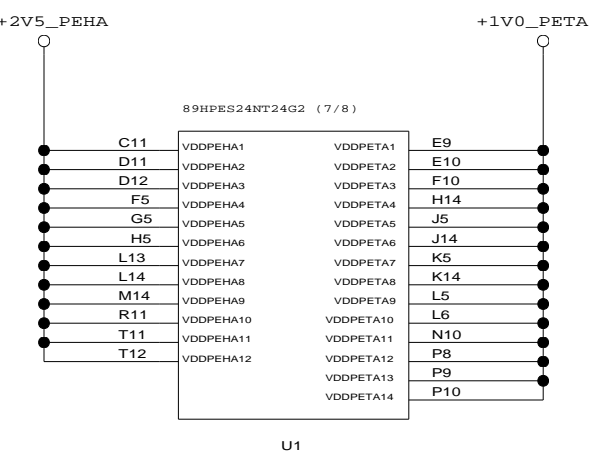 +2V5_PEHA +1V0_PETA
89HPES24NT24G2 (7/8)
C11 VDDPEHA1 VDDPETA1 E9
D11 VDDPEHA2 VDDPETA2 E10
D12 VDDPEHA3 VDDPETA3 F10
F5 VDDPEHA4 VDDPETA4 H14
G5 VDDPEHA5 VDDPETA5 J5
H5 VDDPEHA6 VDDPETA6 J14
L13 VDDPEHA7 VDDPETA7 K5
L14 VDDPEHA8 VDDPETA8 K14
M14 VDDPEHA9 VDDPETA9 L5
R11 VDDPEHA10 VDDPETA10 L6
T11 VDDPEHA11 VDDPETA11 N10
T12 VDDPEHA12 VDDPETA12 P8
VDDPETA13 P9
VDDPETA14 P10
U1